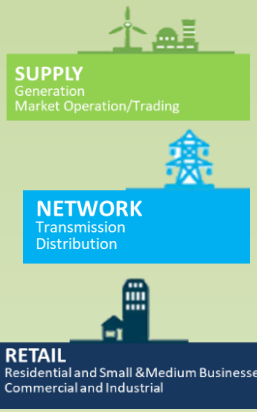 SUPPLY
Generation
Market Operation/Trading
NETWORK
Transmission
Distribution
RETAIL
Residential and Small &Medium Businesse
Commercial and Industrial